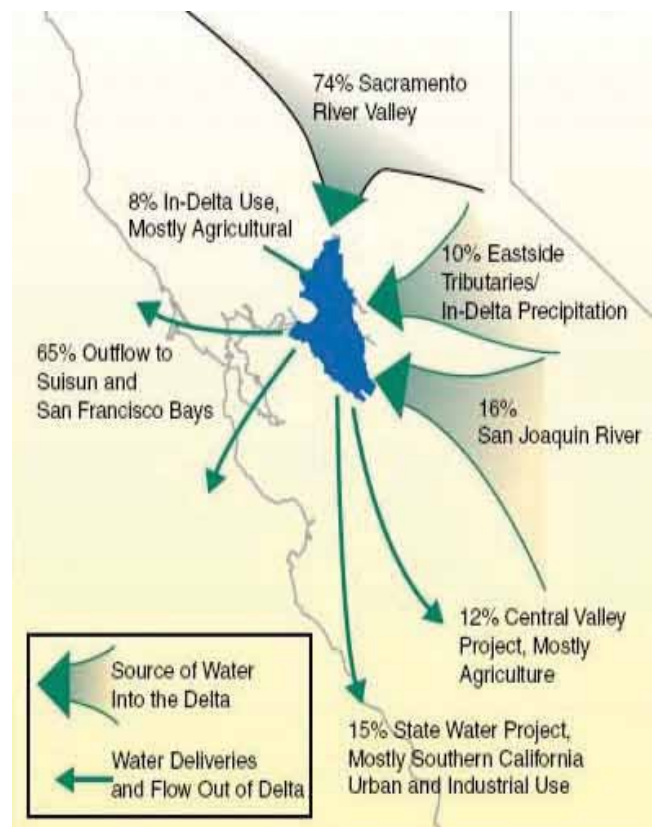 74% Sacramento
River Valley
8% In-Delta Use,
Mostly Agricultural
10% Eastside
Tributaries/
In-Delta Precipitation
65% Outflow to
Suisun and
San Francisco Bays
16%
San Joaquin River
12% Central Valley
Project, Mostly
Agriculture
15% State Water Project,
Mostly Southern California
Urban and Industrial Use
Source of Water
Into the Delta
Water Deliveries
and Flow Out of Delta